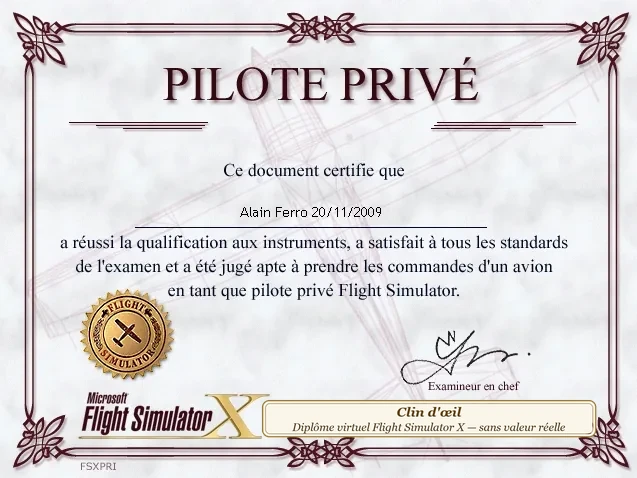 PILOTE PRIVÉ
Ce document certifie que
Alain Ferro 20/11/2009
a réussi la qualification aux instruments, a satisfait à tous les standards
de l'examen et a été jugé apte à prendre les commandes d'un avion
en tant que pilote privé Flight Simulator.
FLIGHT
SIMULATOR
Examineur en chef
Microsoft
Flight Simulator X
Clin d'œil
Diplôme virtuel Flight Simulator X — sans valeur réelle
FSXPRI